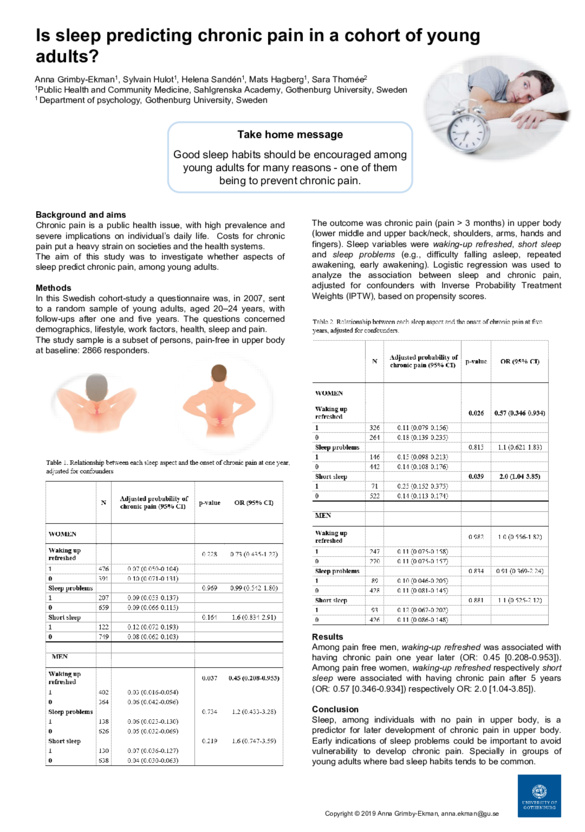 Is sleep predicting chronic pain in a cohort of young
adults?
Anna Grimby-Ekman¹, Sylvain Hulot¹, Helena Sandén¹, Mats Hagberg¹, Sara Thomée²
¹Public Health and Community Medicine, Sahlgrenska Academy, Gothenburg University, Sweden
¹ Department of psychology, Gothenburg University, Sweden
Take home message
Good sleep habits should be encouraged among
young adults for many reasons - one of them
being to prevent chronic pain.
Background and aims
Chronic pain is a public health issue, with high prevalence and
severe implications on individual's daily life. Costs for chronic
pain put a heavy strain on societies and the health systems.
The aim of this study was to investigate whether aspects of
sleep predict chronic pain, among young adults.
Methods
In this Swedish cohort-study a questionnaire was, in 2007, sent
to a random sample of young adults, aged 20–24 years, with
follow-ups after one and five years. The questions concerned
demographics, lifestyle, work factors, health, sleep and pain.
The study sample is a subset of persons, pain-free in upper body
at baseline: 2866 responders.
Table 1. Relationship between each sleep aspect and the onset of chronic pain at one year,
adjusted for confounders
N Adjusted probability of chronic pain (95% CI) p-value OR (95% CI)
WOMEN
Waking up refreshed 0.228 0.73 (0.435-1.22)
1 426 0.07 (0.050-0.104)
0 391 0.10 (0.071-0.131)
Sleep problems 0.969 0.99 (0.542-1.80)
1 207 0.09 (0.053-0.137)
0 659 0.09 (0.066-0.113)
Short sleep 0.164 1.6 (0.834-2.91)
1 122 0.12 (0.072-0.193)
0 749 0.08 (0.062-0.103)
MEN
Waking up refreshed 0.037 0.45 (0.208-0.953)
1 402 0.03 (0.016-0.054)
0 364 0.06 (0.042-0.096)
Sleep problems 0.734 1.2 (0.433-3.28)
1 138 0.06 (0.023-0.130)
0 626 0.05 (0.032-0.069)
Short sleep 0.219 1.6 (0.747-3.59)
1 130 0.07 (0.036-0.127)
0 638 0.04 (0.030-0.063)
The outcome was chronic pain (pain > 3 months) in upper body
(lower middle and upper back/neck, shoulders, arms, hands and
fingers). Sleep variables were waking-up refreshed, short sleep
and sleep problems (e.g., difficulty falling asleep, repeated
awakening, early awakening). Logistic regression was used to
analyze the association between sleep and chronic pain,
adjusted for confounders with Inverse Probability Treatment
Weights (IPTW), based on propensity scores.
Table 2. Relationship between each sleep aspect and the onset of chronic pain at five
years, adjusted for confounders.
N Adjusted probability of chronic pain (95% CI) p-value OR (95% CI)
WOMEN
Waking up refreshed 0.026 0.57 (0.346-0.934)
1 326 0.11 (0.079-0.156)
0 264 0.18 (0.139-0.235)
Sleep problems 0.813 1.1 (0.621-1.83)
1 146 0.15 (0.098-0.213)
0 442 0.14 (0.108-0.176)
Short sleep 0.039 2.0 (1.04-3.85)
1 71 0.25 (0.152-0.373)
0 522 0.14 (0.113-0.174)
MEN
Waking up refreshed 0.982 1.0 (0.556-1.82)
1 247 0.11 (0.075-0.158)
0 220 0.11 (0.075-0.157)
Sleep problems 0.834 0.91 (0.369-2.24)
1 89 0.10 (0.046-0.205)
0 428 0.11 (0.081-0.145)
Short sleep 0.881 1.1 (0.525-2.12)
1 93 0.12 (0.067-0.202)
0 426 0.11 (0.086-0.148)
Results
Among pain free men, waking-up refreshed was associated with
having chronic pain one year later (OR: 0.45 [0.208-0.953]).
Among pain free women, waking-up refreshed respectively short
sleep were associated with having chronic pain after 5 years
(OR: 0.57 [0.346-0.934]) respectively OR: 2.0 [1.04-3.85]).
Conclusion
Sleep, among individuals with no pain in upper body, is a
predictor for later development of chronic pain in upper body.
Early indications of sleep problems could be important to avoid
vulnerability to develop chronic pain. Specially in groups of
young adults where bad sleep habits tend to be common.
UNIVERSITY OF
GOTHENBURG
Copyright © 2019 Anna Grimby-Ekman, anna.ekman@gu.se